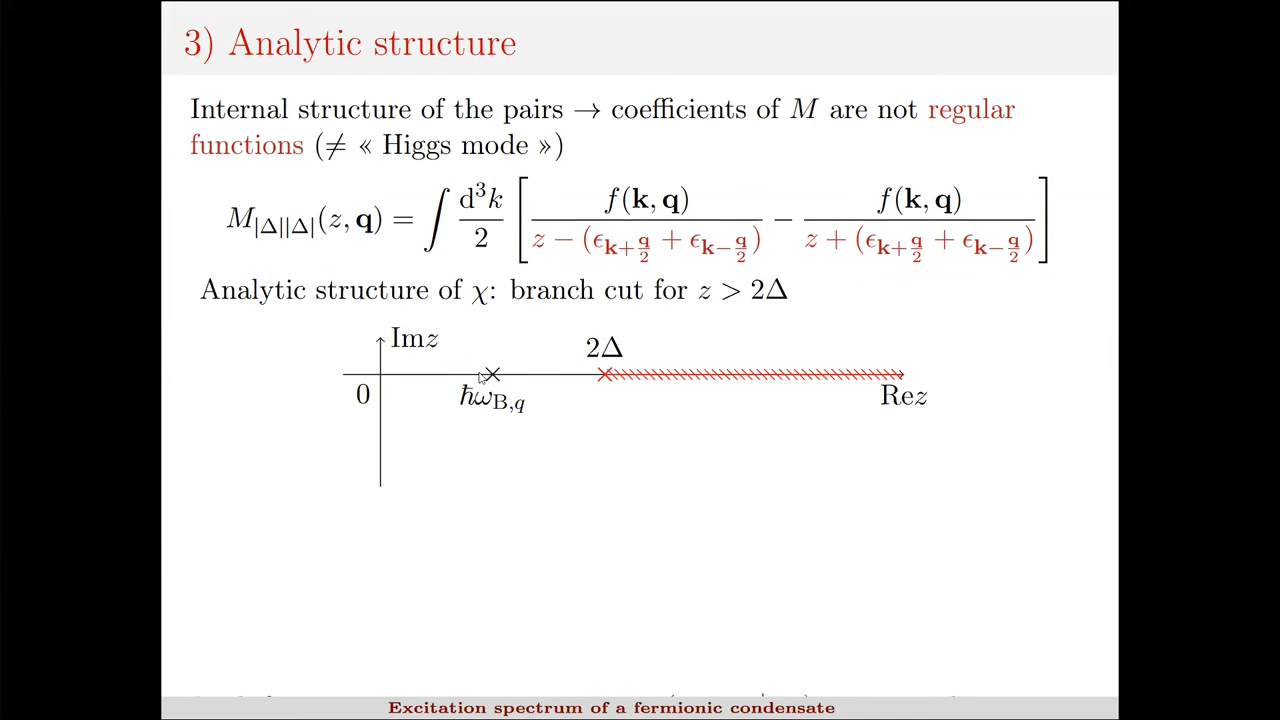 3) Analytic structure
Internal structure of the pairs → coefficients of M are not regular
functions (≠ « Higgs mode »)
M_{|Δ||Δ|}(z, q) = ∫ d³k/2 [ f(k, q) / (z − (ϵ_{k+q/2} + ϵ_{k−q/2})) − f(k, q) / (z + (ϵ_{k+q/2} + ϵ_{k−q/2})) ]
Analytic structure of χ: branch cut for z > 2Δ
Imz
2Δ
0
ℏω_{B,q}
Rez
Excitation spectrum of a fermionic condensate